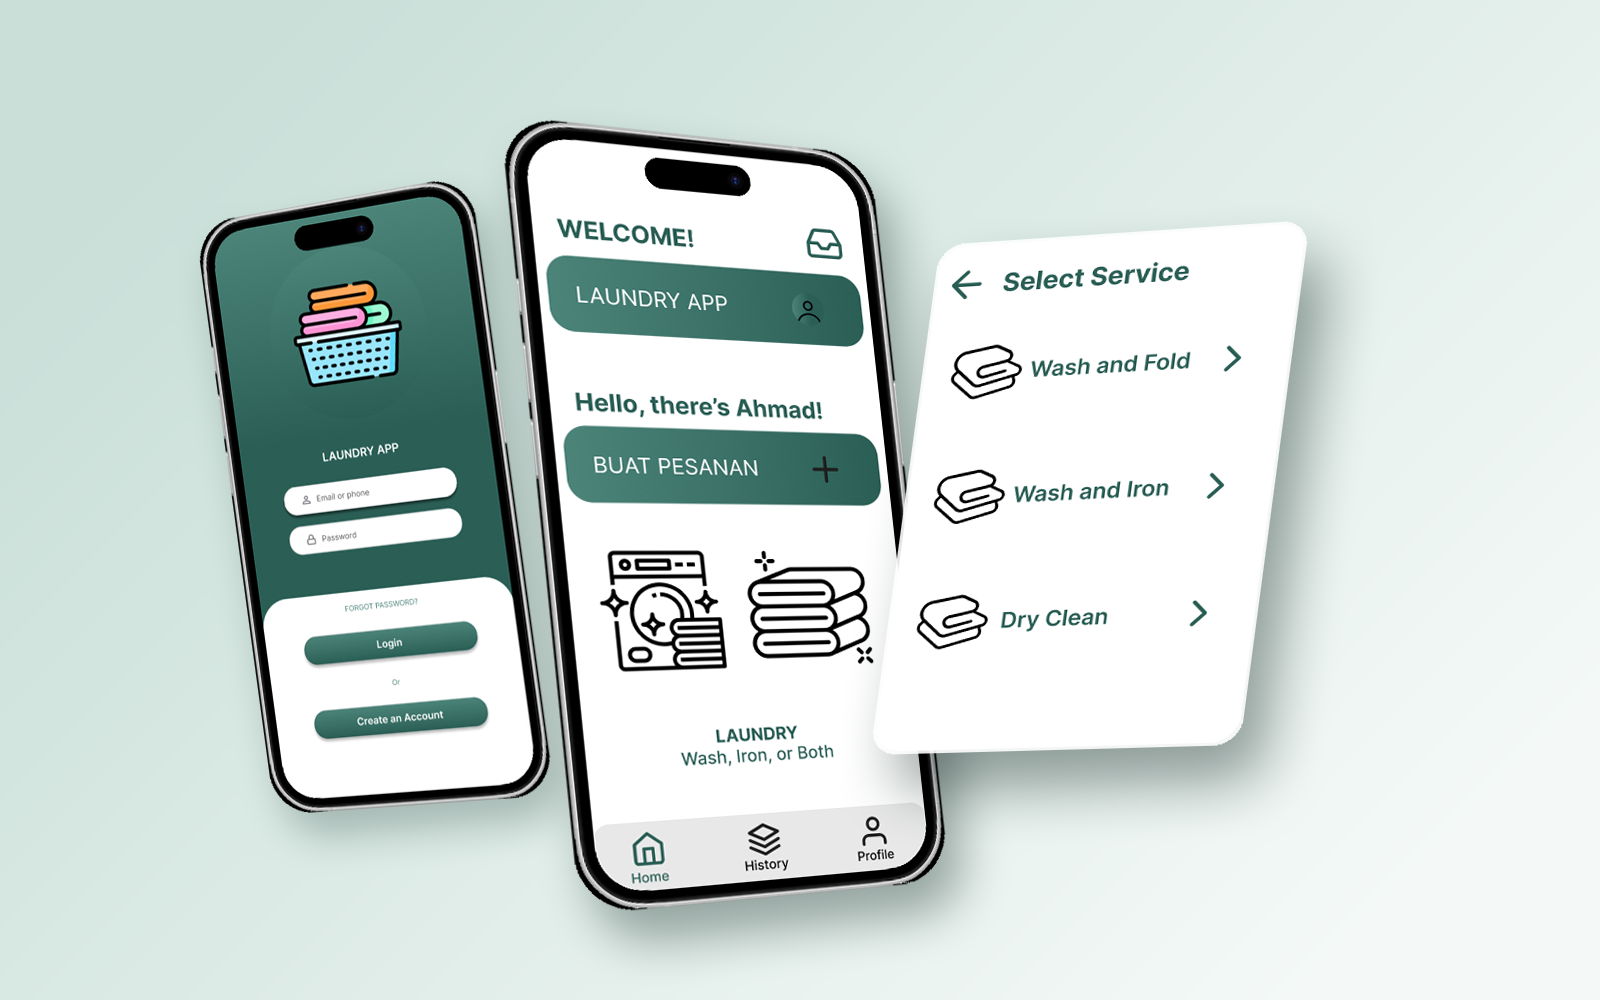 LAUNDRY APP
Email or phone
Password
FORGOT PASSWORD?
Login
Or
Create an Account
WELCOME!
LAUNDRY APP
Hello, there's Ahmad!
BUAT PESANAN
LAUNDRY
Wash, Iron, or Both
Home
History
Profile
Select Service
Wash and Fold
Wash and Iron
Dry Clean